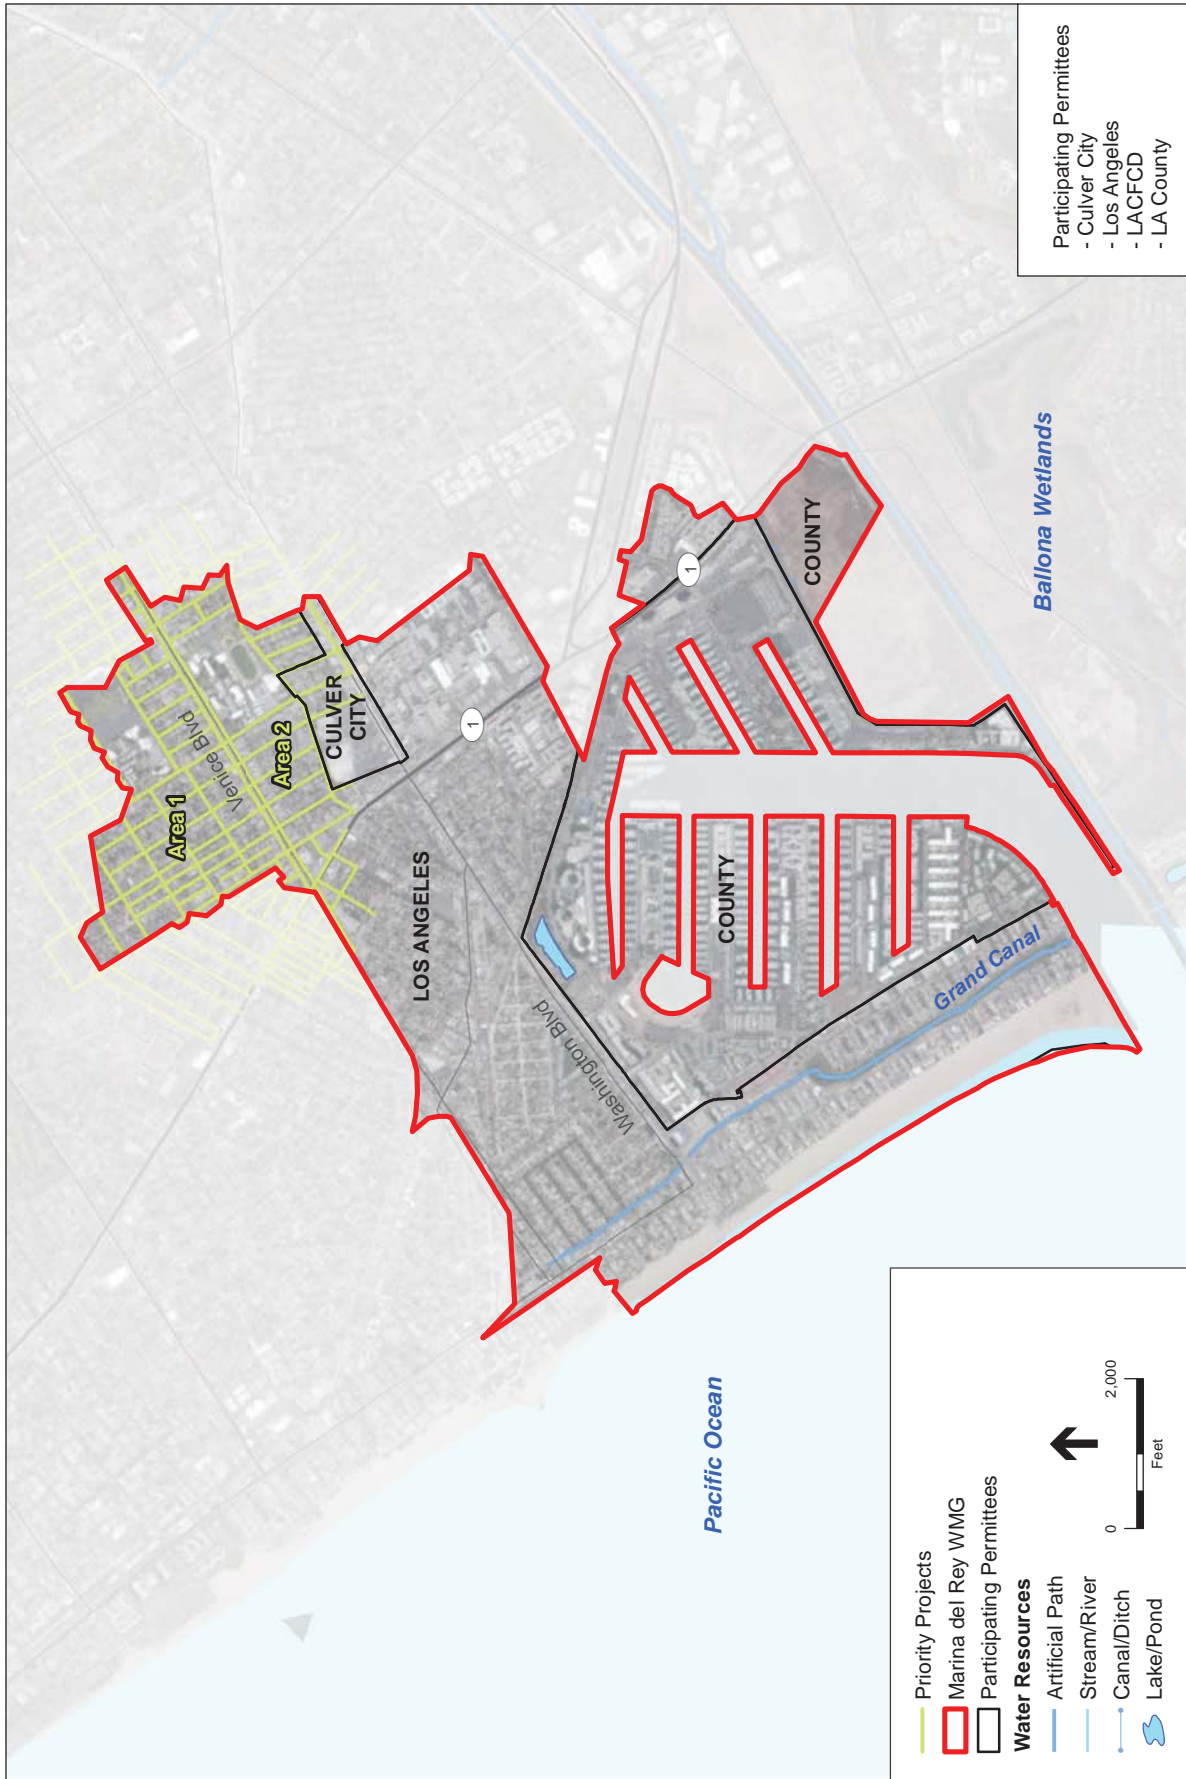 Area 1
Venice Blvd
Area 2
CULVER
CITY
1
LOS ANGELES
Washington Blvd
1
COUNTY
COUNTY
Grand Canal
Ballona Wetlands
Pacific Ocean
Participating Permittees
- Culver City
- Los Angeles
- LACFCD
- LA County
Priority Projects
Marina del Rey WMG
Participating Permittees
Water Resources
Artificial Path
Stream/River
Canal/Ditch
Lake/Pond
0
2,000
Feet